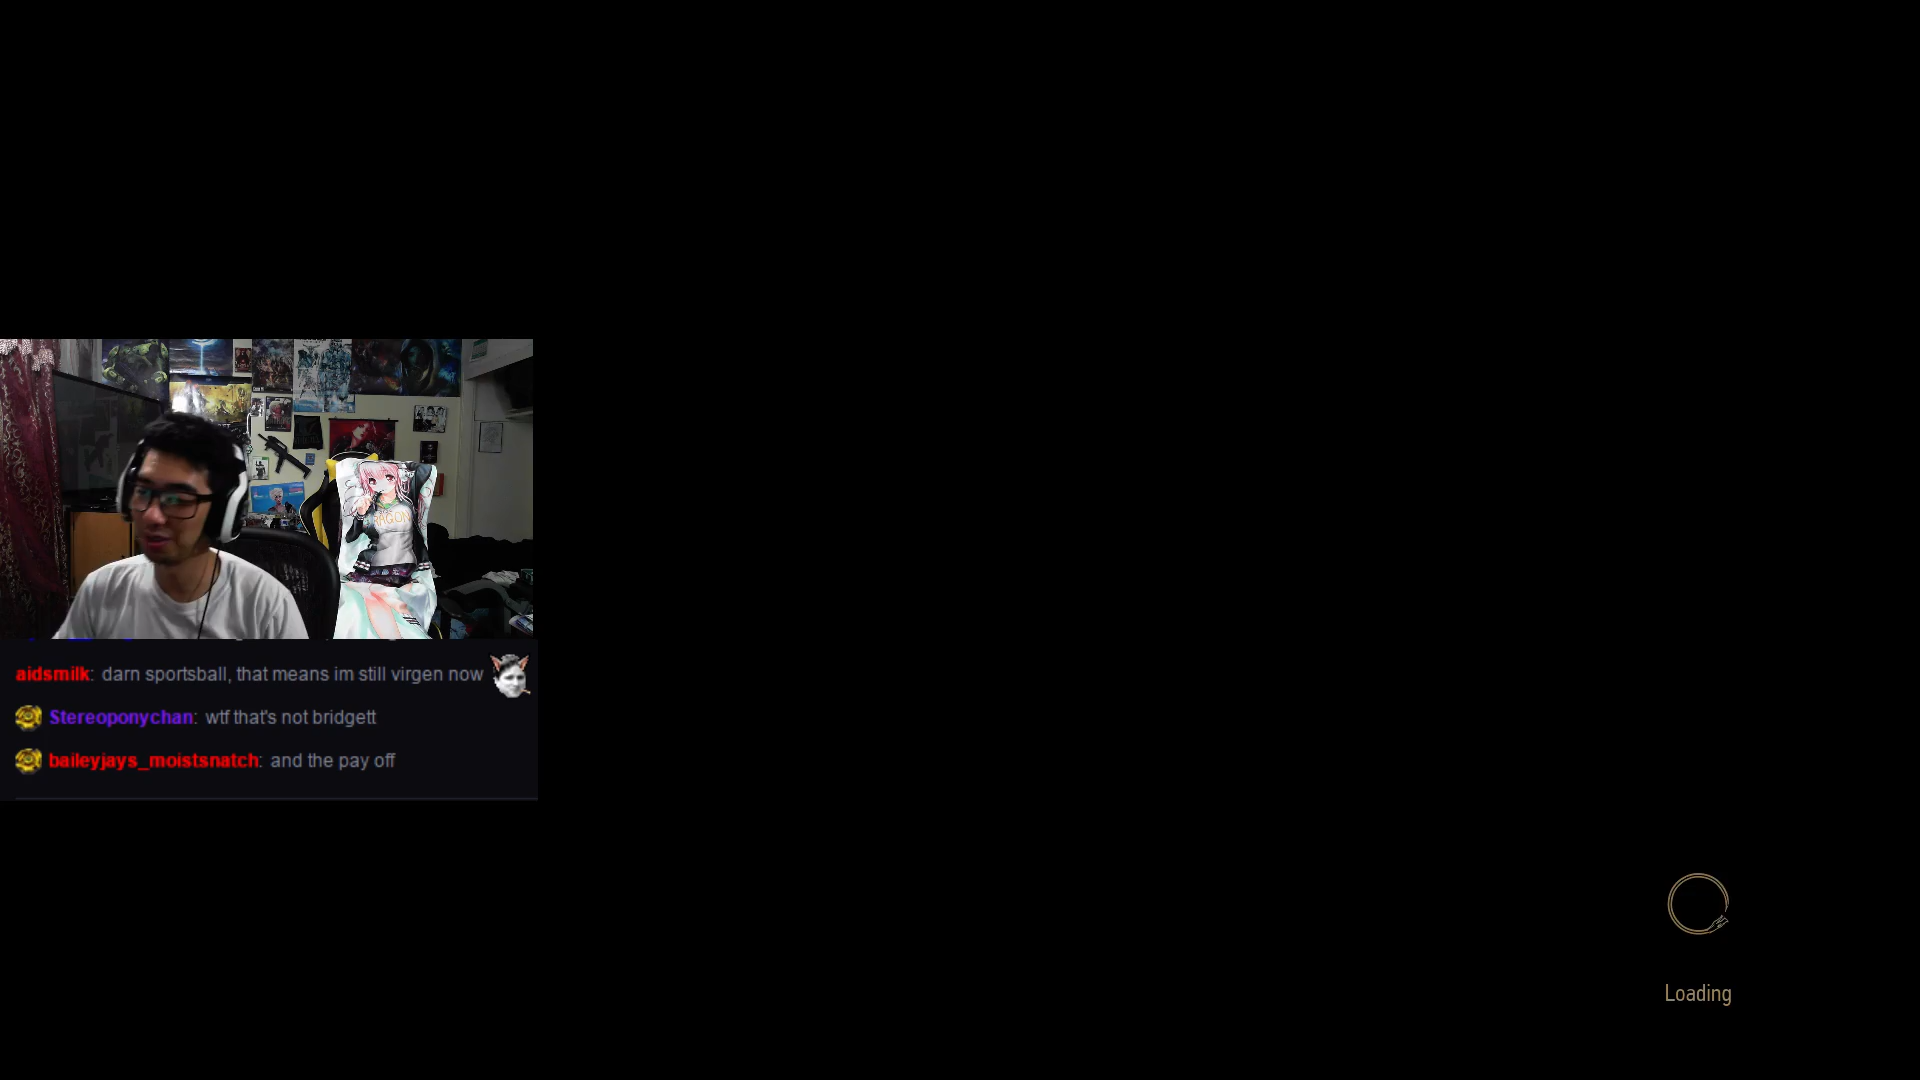 aidsmilk: darn sportsball, that means im still virgen now
Stereoponychan: wtf that's not bridgett
baileyjays_moistsnatch: and the pay off
Loading